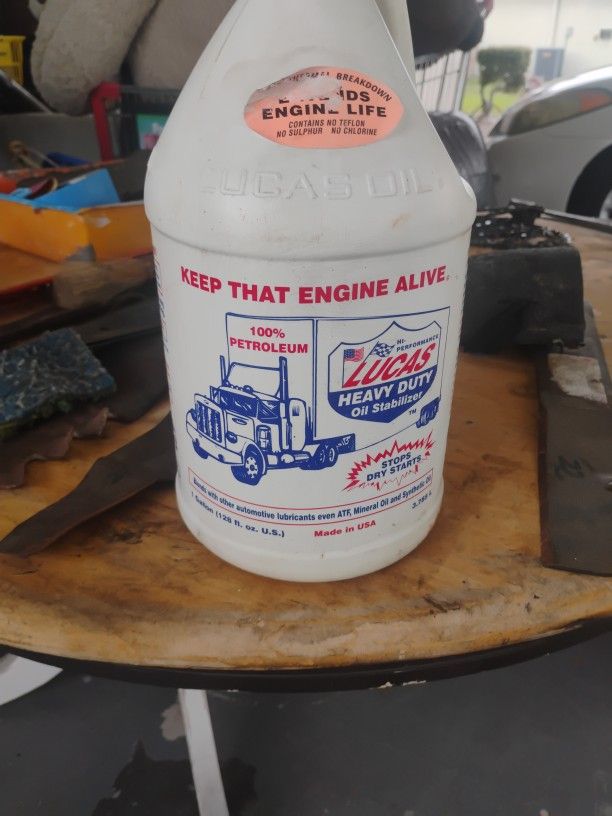 THERMAL BREAKDOWN
ENGINE LIFE
CONTAINS NO TEFLON
NO SULPHUR NO CHLORINE
LUCAS OIL
KEEP THAT ENGINE ALIVE.
100%
PETROLEUM
HI-
PERFORMANCE
LUCAS
HEAVY DUTY
Oil Stabilizer
TM
STOPS
DRY STARTS
Blends with other automotive lubricants even ATF, Mineral Oil and Synthetic Oil
1 Gallon (128 fl. oz. U.S.) Made in USA 3.785 L